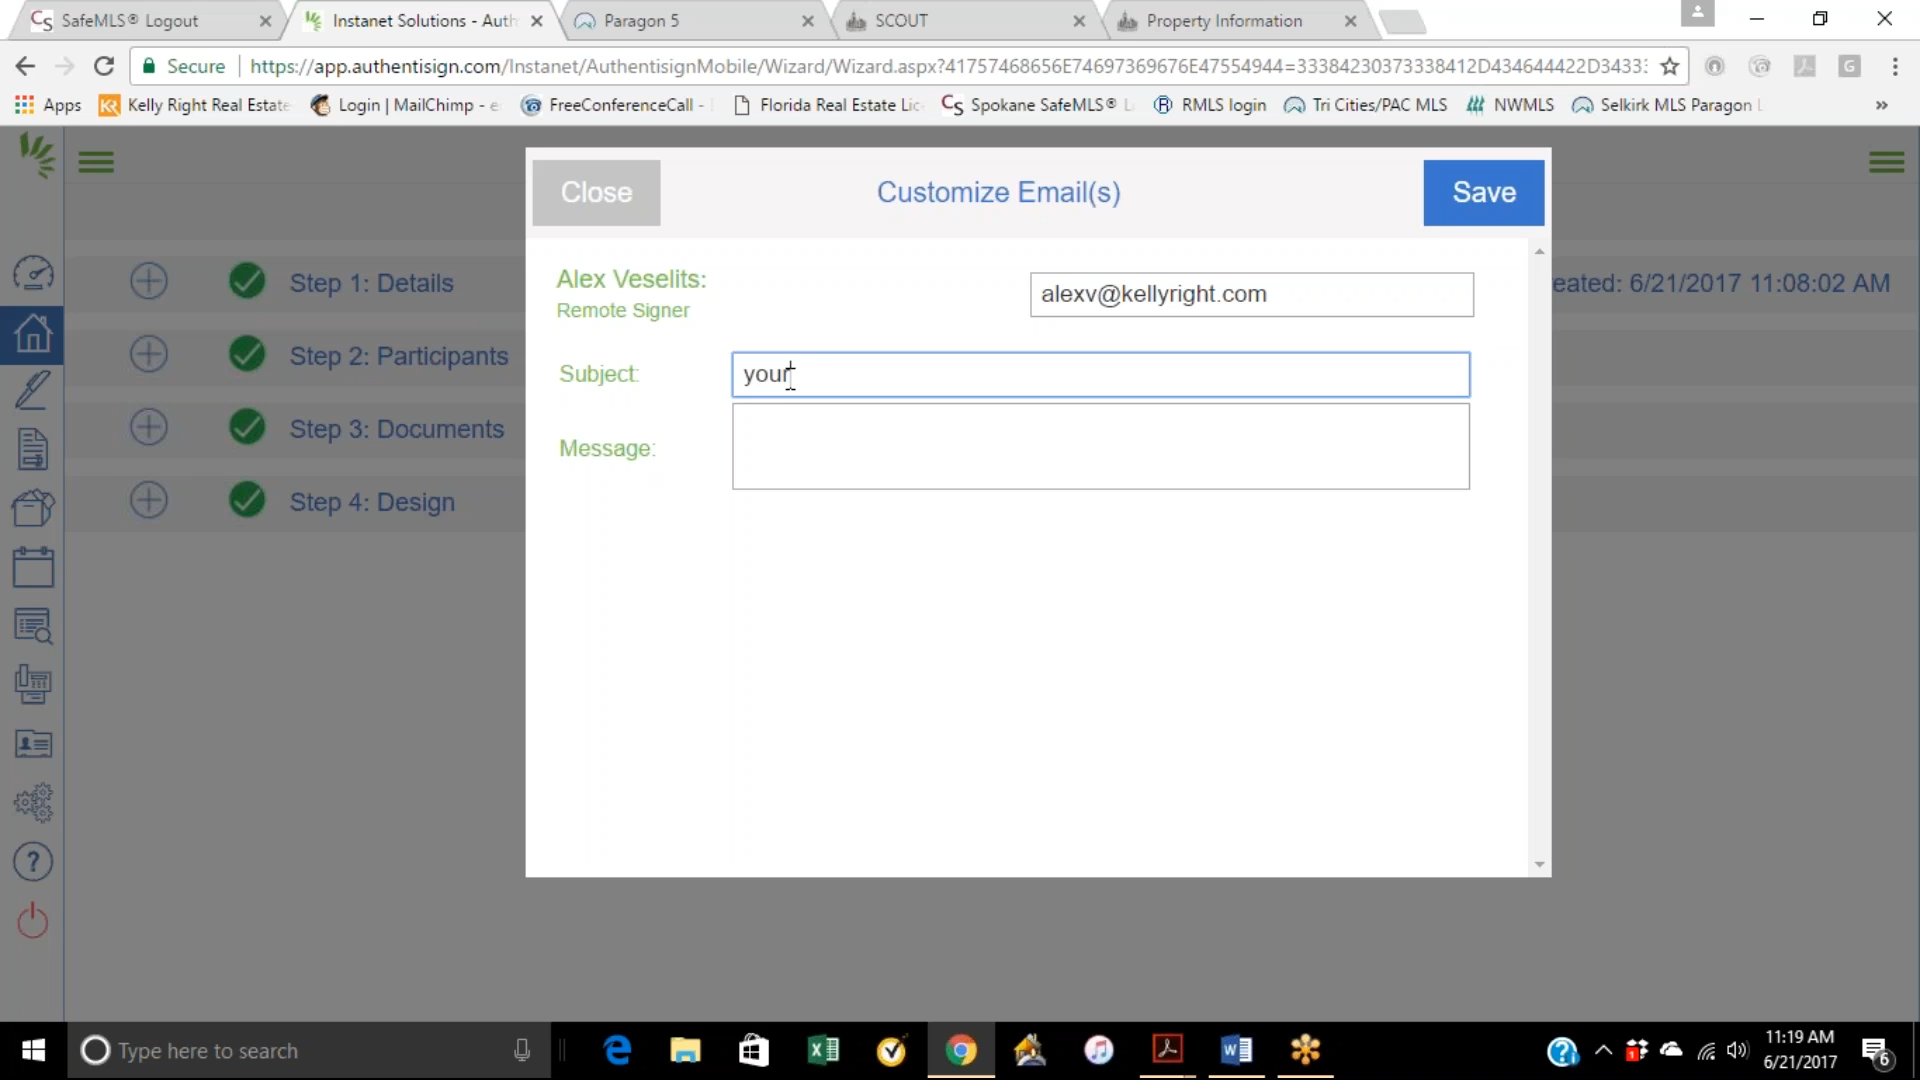 SafeMLS® Logout
Instanet Solutions - Auth
Paragon 5
SCOUT
Property Information
Secure
https://app.authentisign.com/Instanet/AuthentisignMobile/Wizard/Wizard.aspx?41757468656E74697369676E47554944=33384230373338412D434644422D3433
Apps
Kelly Right Real Estate
Login | MailChimp - e
FreeConferenceCall -
Florida Real Estate Lic
Spokane SafeMLS®
RMLS login
Tri Cities/PAC MLS
NWMLS
Selkirk MLS Paragon
»
Close
Customize Email(s)
Save
Alex Veselits:
Remote Signer
alexv@kellyright.com
Subject:
your
Message:
Step 1: Details
eated: 6/21/2017 11:08:02 AM
Step 2: Participants
Step 3: Documents
Step 4: Design
Type here to search
11:19 AM
6/21/2017
6